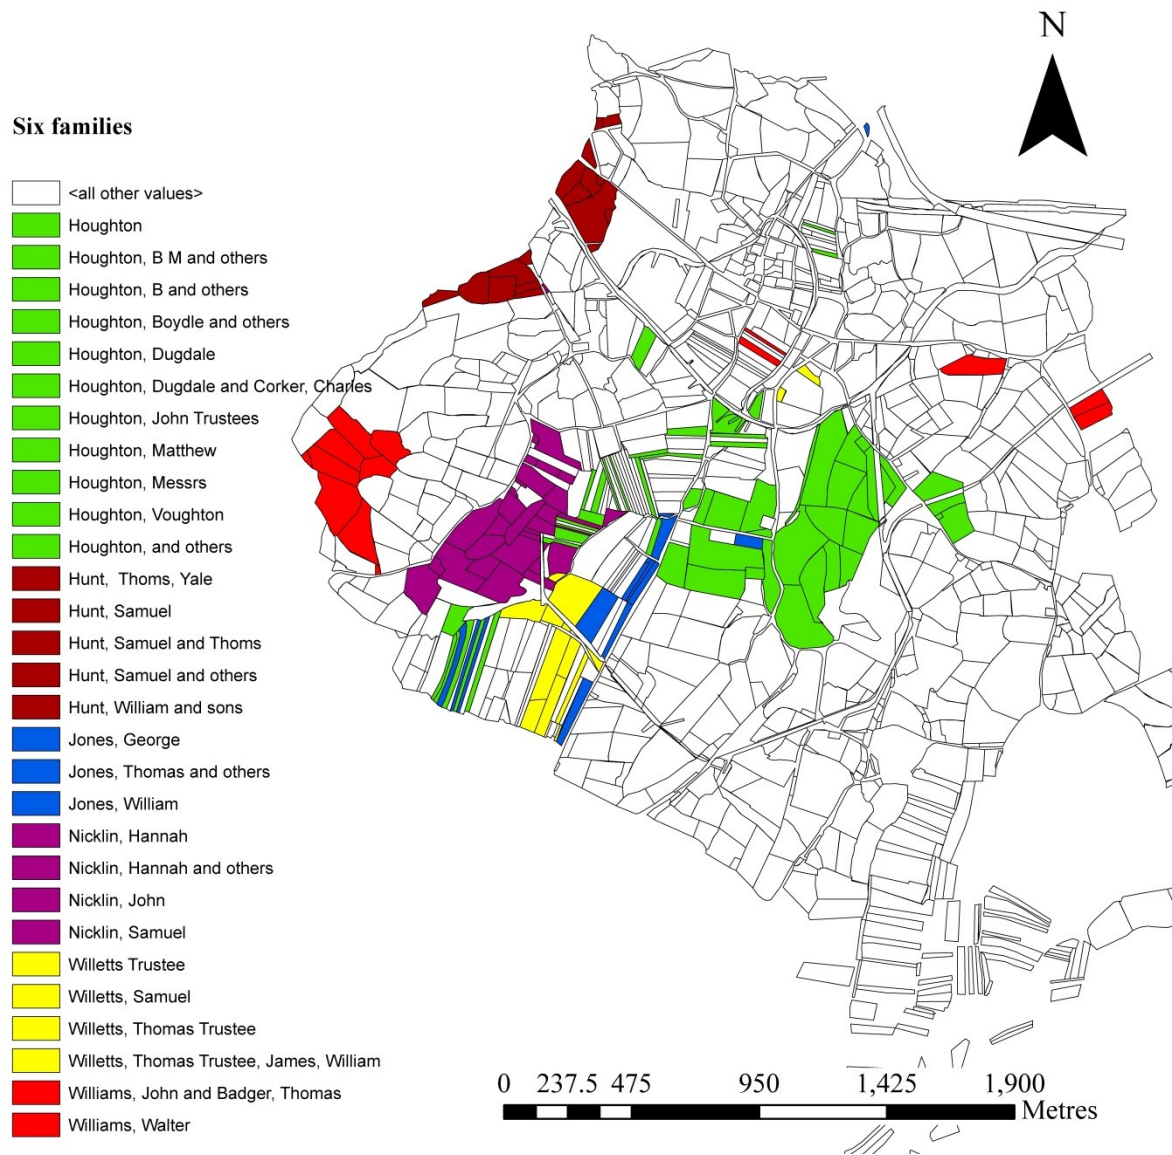 N
Six families
<all other values>
Houghton
Houghton, B M and others
Houghton, B and others
Houghton, Boydle and others
Houghton, Dugdale
Houghton, Dugdale and Corker, Charles
Houghton, John Trustees
Houghton, Matthew
Houghton, Messrs
Houghton, Voughton
Houghton, and others
Hunt,  Thoms, Yale
Hunt, Samuel
Hunt, Samuel and Thoms
Hunt, Samuel and others
Hunt, William and sons
Jones, George
Jones, Thomas and others
Jones, William
Nicklin, Hannah
Nicklin, Hannah and others
Nicklin, John
Nicklin, Samuel
Willetts Trustee
Willetts, Samuel
Willetts, Thomas Trustee
Willetts, Thomas Trustee, James, William
Williams, John and Badger, Thomas
Williams, Walter
0 237.5 475 950 1,425 1,900
Metres